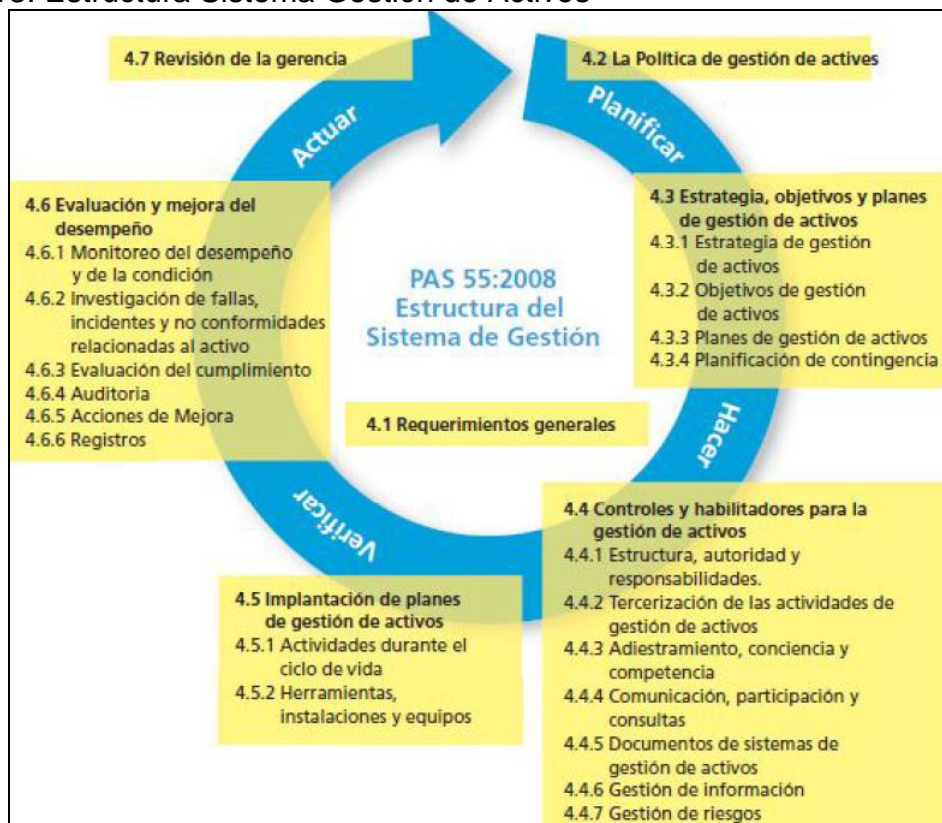 Estructura Sistema Gestión de Activos
4.7 Revisión de la gerencia
4.2 La Política de gestión de actives
Actuar
Planificar
4.6 Evaluación y mejora del
desempeño
4.6.1 Monitoreo del desempeño
y de la condición
4.6.2 Investigación de fallas,
incidentes y no conformidades
relacionadas al activo
4.6.3 Evaluación del cumplimiento
4.6.4 Auditoria
4.6.5 Acciones de Mejora
4.6.6 Registros
PAS 55:2008
Estructura del
Sistema de Gestión
4.3 Estrategia, objetivos y planes
de gestión de activos
4.3.1 Estrategia de gestión
de activos
4.3.2 Objetivos de gestión
de activos
4.3.3 Planes de gestión de activos
4.3.4 Planificación de contingencia
4.1 Requerimientos generales
Hacer
Verificar
4.4 Controles y habilitadores para la
gestión de activos
4.4.1 Estructura, autoridad y
responsabilidades.
4.4.2 Tercerización de las actividades de
gestión de activos
4.4.3 Adiestramiento, conciencia y
competencia
4.4.4 Comunicación, participación y
consultas
4.4.5 Documentos de sistemas de
gestión de activos
4.4.6 Gestión de información
4.4.7 Gestión de riesgos
4.5 Implantación de planes
de gestión de activos
4.5.1 Actividades durante el
ciclo de vida
4.5.2 Herramientas,
instalaciones y equipos